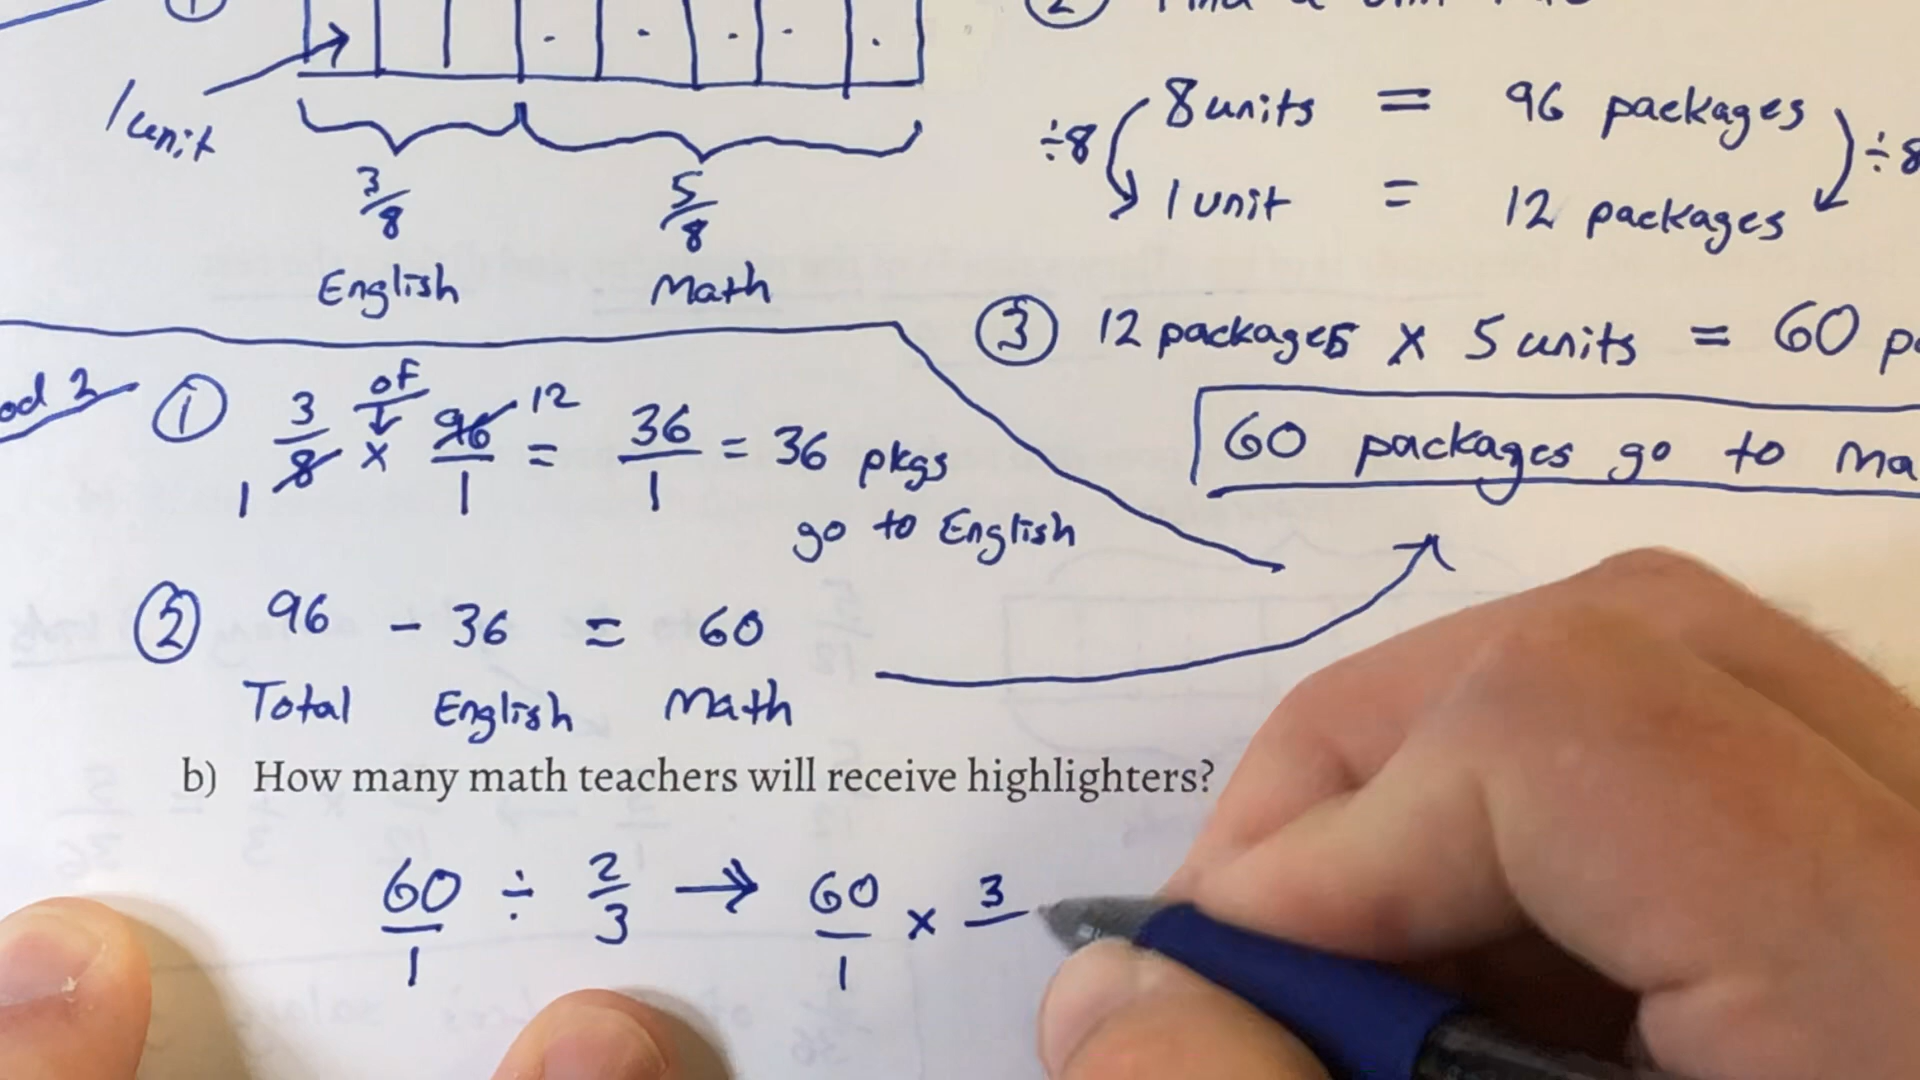 1
1 unit
3/8
5/8
English
Math
8 units = 96 packages
÷8
÷8
1 unit = 12 packages
3 12 packages x 5 units = 60
60 packages go to
1 3/8 of x 96/1 12 = 36/1 = 36 pkgs
1
go to English
2 96 - 36 = 60
Total English Math
b) How many math teachers will receive highlighters?
60/1 ÷ 2/3 → 60/1 x 3